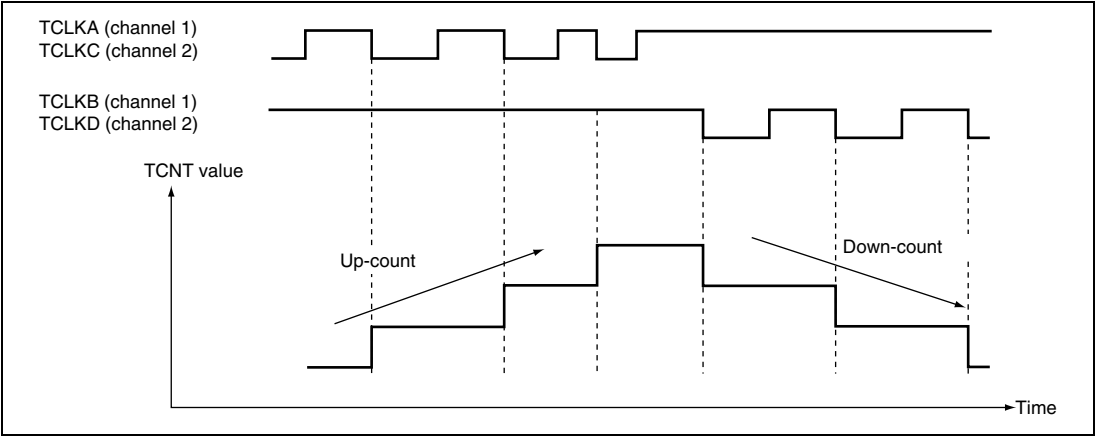 TCLKA (channel 1)
TCLKC (channel 2)
TCLKB (channel 1)
TCLKD (channel 2)
TCNT value
Up-count
Down-count
Time